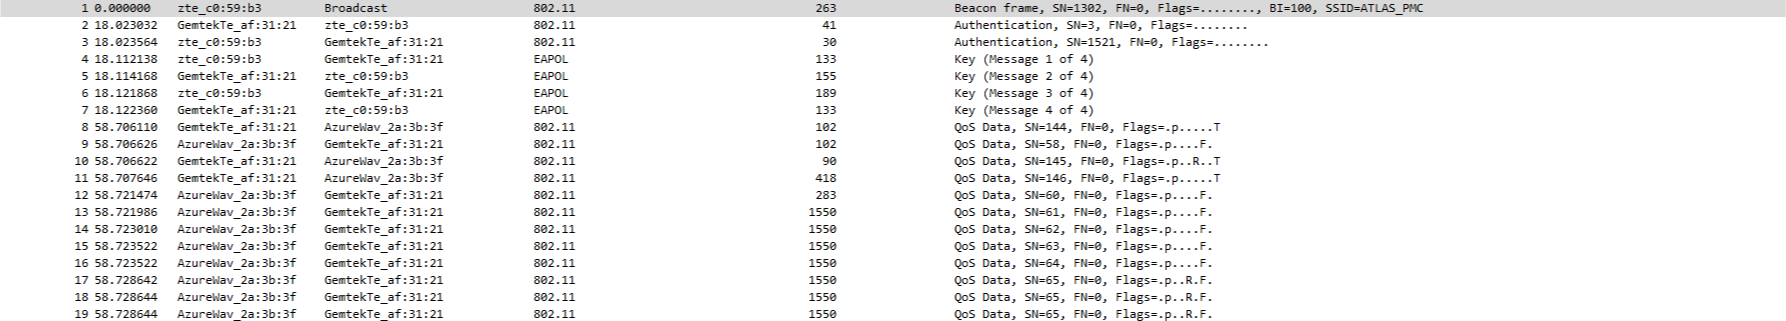 1 0.000000 zte_c0:59:b3 Broadcast 802.11 263 Beacon frame, SN=1302, FN=0, Flags=........, BI=100, SSID=ATLAS_PMC
2 18.023032 GemtekTe_af:31:21 zte_c0:59:b3 802.11 41 Authentication, SN=3, FN=0, Flags=........
3 18.023564 zte_c0:59:b3 GemtekTe_af:31:21 802.11 30 Authentication, SN=1521, FN=0, Flags=........
4 18.112138 zte_c0:59:b3 GemtekTe_af:31:21 EAPOL 133 Key (Message 1 of 4)
5 18.114168 GemtekTe_af:31:21 zte_c0:59:b3 EAPOL 155 Key (Message 2 of 4)
6 18.121868 zte_c0:59:b3 GemtekTe_af:31:21 EAPOL 189 Key (Message 3 of 4)
7 18.122360 GemtekTe_af:31:21 zte_c0:59:b3 EAPOL 133 Key (Message 4 of 4)
8 58.706110 GemtekTe_af:31:21 AzureWav_2a:3b:3f 802.11 102 QoS Data, SN=144, FN=0, Flags=.p.....T
9 58.706626 AzureWav_2a:3b:3f GemtekTe_af:31:21 802.11 102 QoS Data, SN=58, FN=0, Flags=.p....F.
10 58.706622 GemtekTe_af:31:21 AzureWav_2a:3b:3f 802.11 90 QoS Data, SN=145, FN=0, Flags=.p..R..T
11 58.707646 GemtekTe_af:31:21 AzureWav_2a:3b:3f 802.11 418 QoS Data, SN=146, FN=0, Flags=.p.....T
12 58.721474 AzureWav_2a:3b:3f GemtekTe_af:31:21 802.11 283 QoS Data, SN=60, FN=0, Flags=.p....F.
13 58.721986 AzureWav_2a:3b:3f GemtekTe_af:31:21 802.11 1550 QoS Data, SN=61, FN=0, Flags=.p....F.
14 58.723010 AzureWav_2a:3b:3f GemtekTe_af:31:21 802.11 1550 QoS Data, SN=62, FN=0, Flags=.p....F.
15 58.723522 AzureWav_2a:3b:3f GemtekTe_af:31:21 802.11 1550 QoS Data, SN=63, FN=0, Flags=.p....F.
16 58.723522 AzureWav_2a:3b:3f GemtekTe_af:31:21 802.11 1550 QoS Data, SN=64, FN=0, Flags=.p....F.
17 58.728642 AzureWav_2a:3b:3f GemtekTe_af:31:21 802.11 1550 QoS Data, SN=65, FN=0, Flags=.p..R.F.
18 58.728644 AzureWav_2a:3b:3f GemtekTe_af:31:21 802.11 1550 QoS Data, SN=65, FN=0, Flags=.p..R.F.
19 58.728644 AzureWav_2a:3b:3f GemtekTe_af:31:21 802.11 1550 QoS Data, SN=65, FN=0, Flags=.p..R.F.